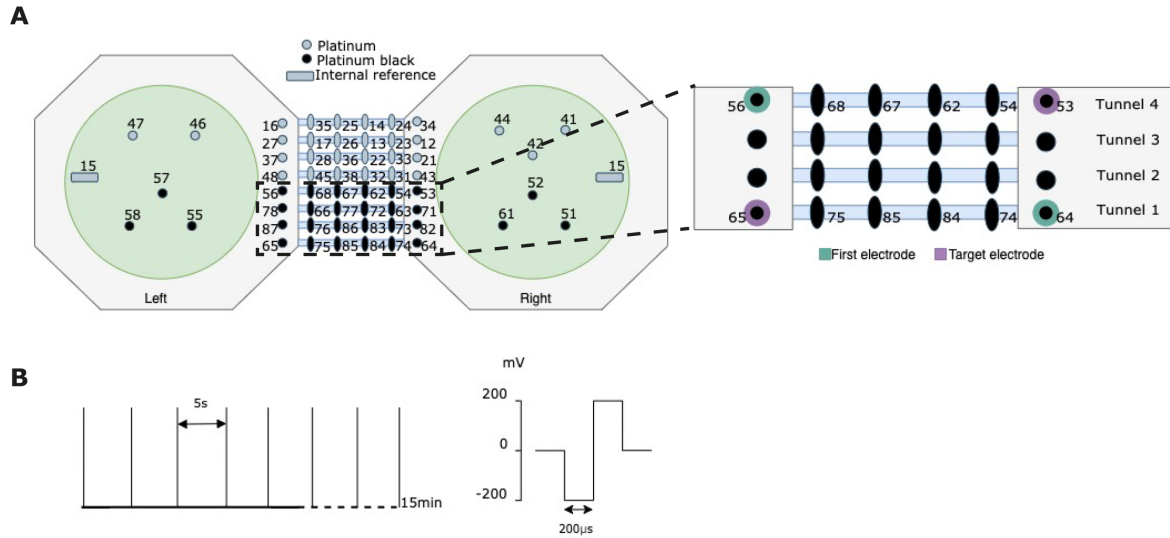 A
Platinum
Platinum black
Internal reference
47 46
15
57
58 55
Left
16 35 25 14 24 34
27 17 26 13 23 12
37 28 36 22 33 21
48 45 38 32 31 43
56 68 67 62 54 53
78 66 77 72 63 71
87 76 86 83 73 82
65 75 85 84 74 64
44 41
42
15
52
61 51
Right
56 68 67 62 54 53 Tunnel 4
Tunnel 3
Tunnel 2
65 75 85 84 74 64 Tunnel 1
First electrode Target electrode
B
5s
15min
mV
200
0
-200
200µs